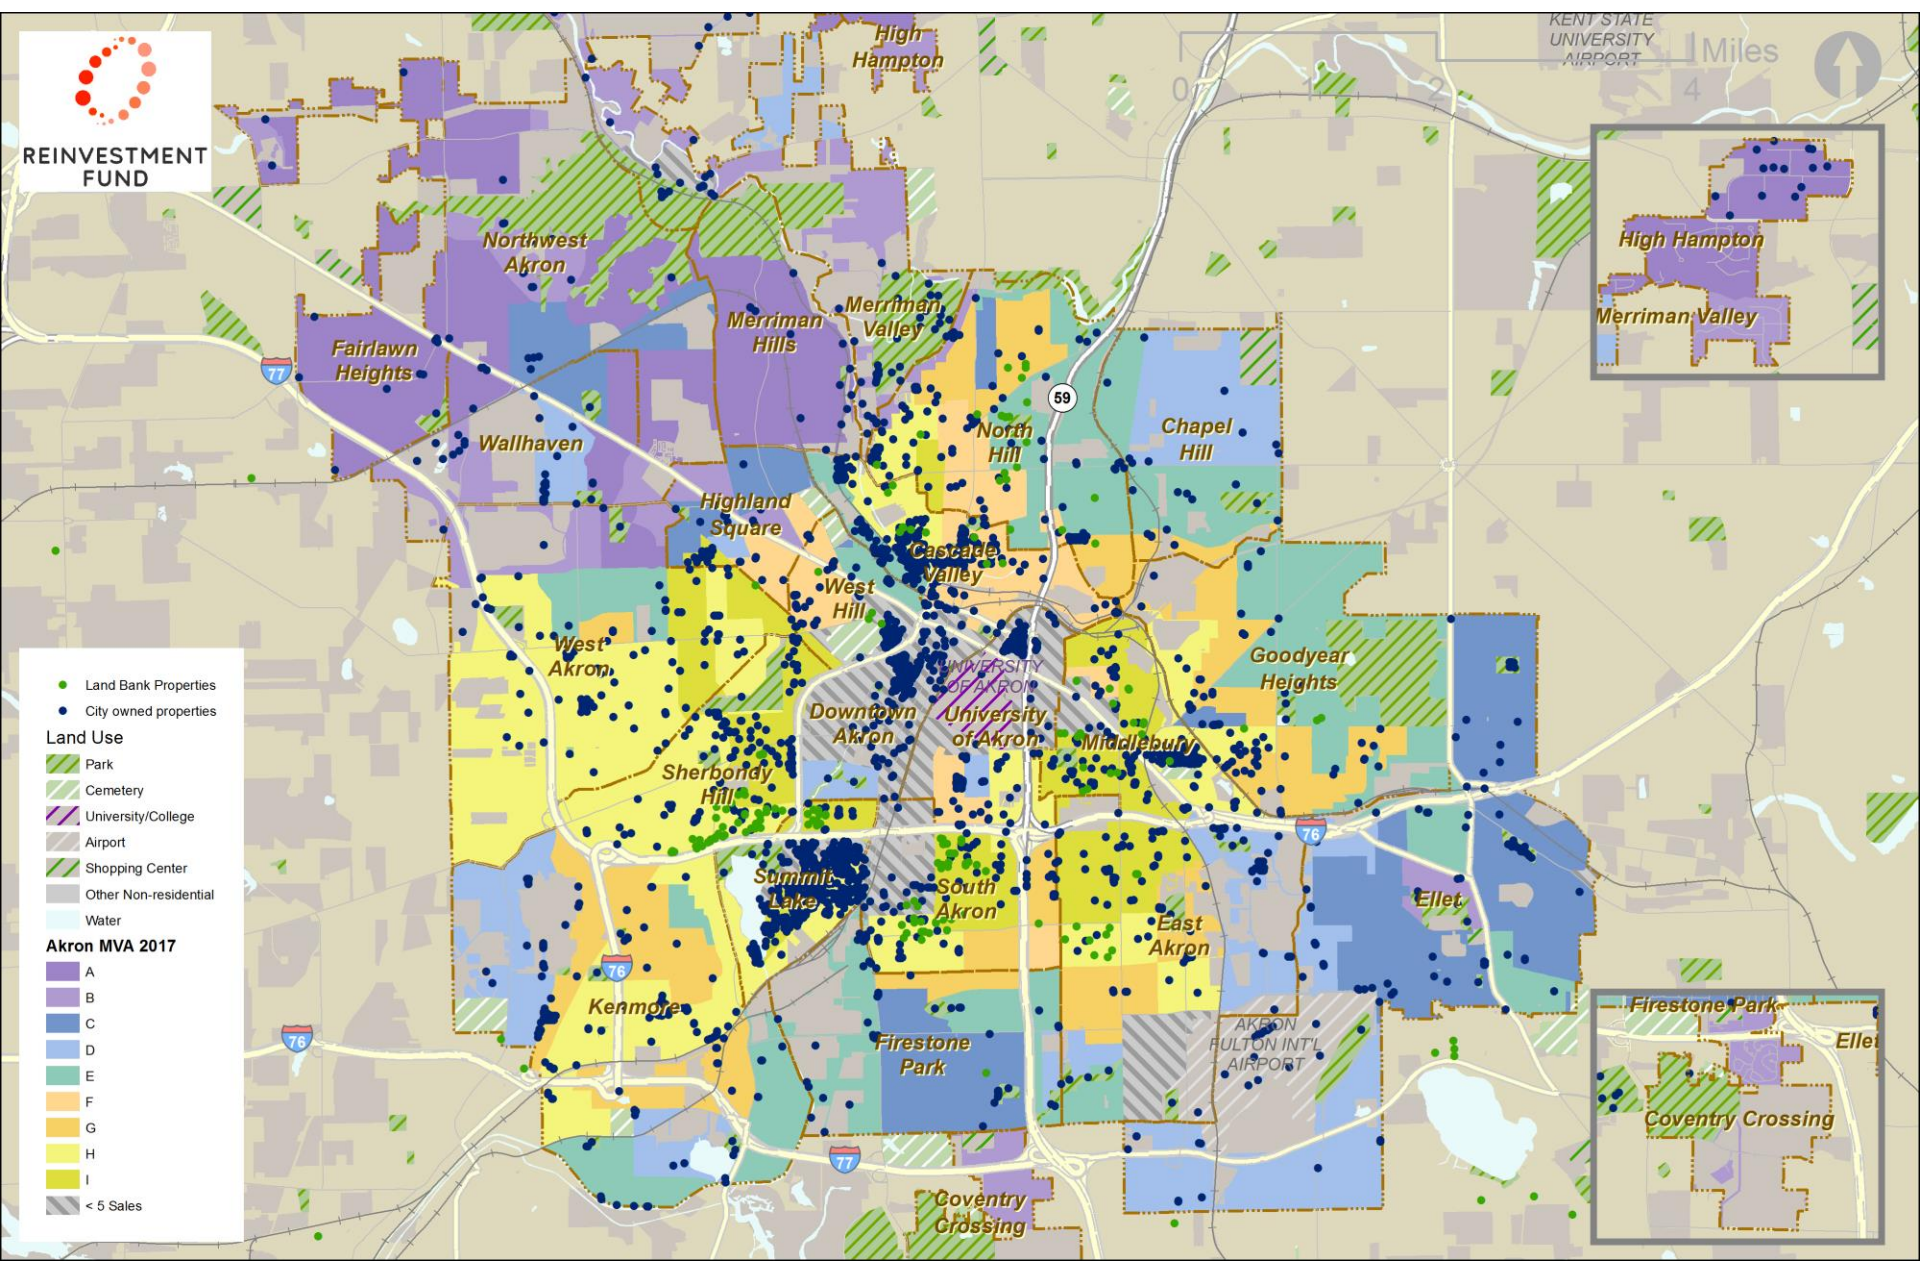 REINVESTMENT
FUND
High
Hampton
KENT STATE
UNIVERSITY
AIRPORT
Miles
0
1
2
4
Northwest
Akron
Merriman
Hills
Merriman
Valley
Fairlawn
Heights
77
59
Wallhaven
North
Hill
Chapel
Hill
Highland
Square
Cascade
Valley
West
Hill
West
Akron
UNIVERSITY
OF AKRON
Downtown
Akron
University
of Akron
Middlebury
Goodyear
Heights
Sherbondy
Hill
76
Summit
Lake
South
Akron
East
Akron
Ellet
76
Kenmore
76
Firestone
Park
AKRON
FULTON INT'L
AIRPORT
77
Coventry
Crossing
High Hampton
Merriman Valley
Firestone Park
Ellet
Coventry Crossing
Land Bank Properties
City owned properties
Land Use
Park
Cemetery
University/College
Airport
Shopping Center
Other Non-residential
Water
Akron MVA 2017
A
B
C
D
E
F
G
H
I
< 5 Sales